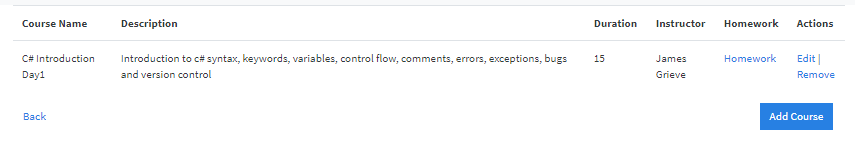 Course Name Description Duration Instructor Homework Actions
C# Introduction Introduction to c# syntax, keywords, variables, control flow, comments, errors, exceptions, bugs 15 James Homework Edit |
Day1 and version control Grieve Remove
Back Add Course